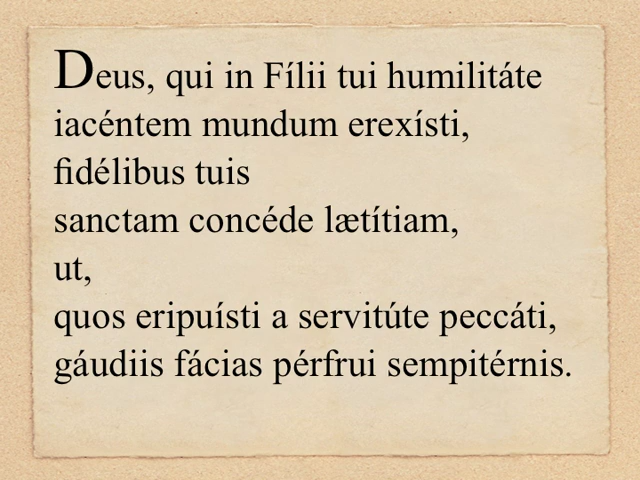 Deus, qui in Fílii tui humilitáte
iacéntem mundum erexísti,
fidélibus tuis
sanctam concéde lætítiam,
ut,
quos eripuísti a servitúte peccáti,
gáudiis fácias pérfrui sempitérnis.